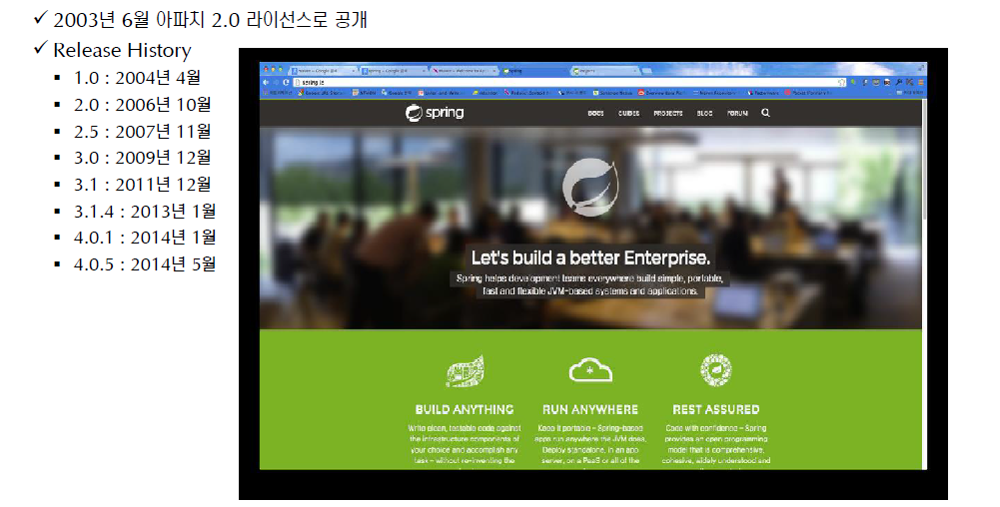 ✓ 2003년 6월 아파치 2.0 라이선스로 공개
✓ Release History
▪ 1.0 : 2004년 4월
▪ 2.0 : 2006년 10월
▪ 2.5 : 2007년 11월
▪ 3.0 : 2009년 12월
▪ 3.1 : 2011년 12월
▪ 3.1.4 : 2013년 1월
▪ 4.0.1 : 2014년 1월
▪ 4.0.5 : 2014년 5월
spring.io
spring DOCS GUIDES PROJECTS BLOG FORUM
Let's build a better Enterprise.
Spring helps development teams everywhere build simple, portable,
fast and flexible JVM-based systems and applications.
BUILD ANYTHING
Write clean, testable code against
the infrastructure components of
your choice and accomplish any
task – without re-inventing the
RUN ANYWHERE
Keep it portable – Spring-based
apps run anywhere the JVM does.
Deploy standalone, in an app
server, on a PaaS or all of the
REST ASSURED
Code with confidence – Spring
provides an open programming
model that is comprehensive,
cohesive, widely understood and